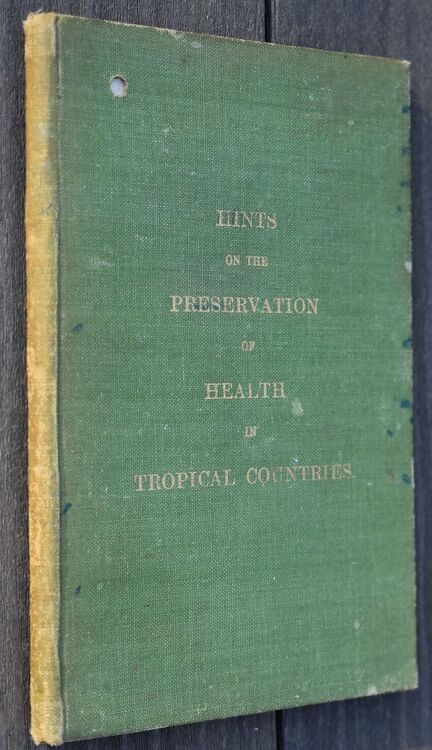 HINTS
ON THE
PRESERVATION
OF
HEALTH
IN
TROPICAL COUNTRIES.